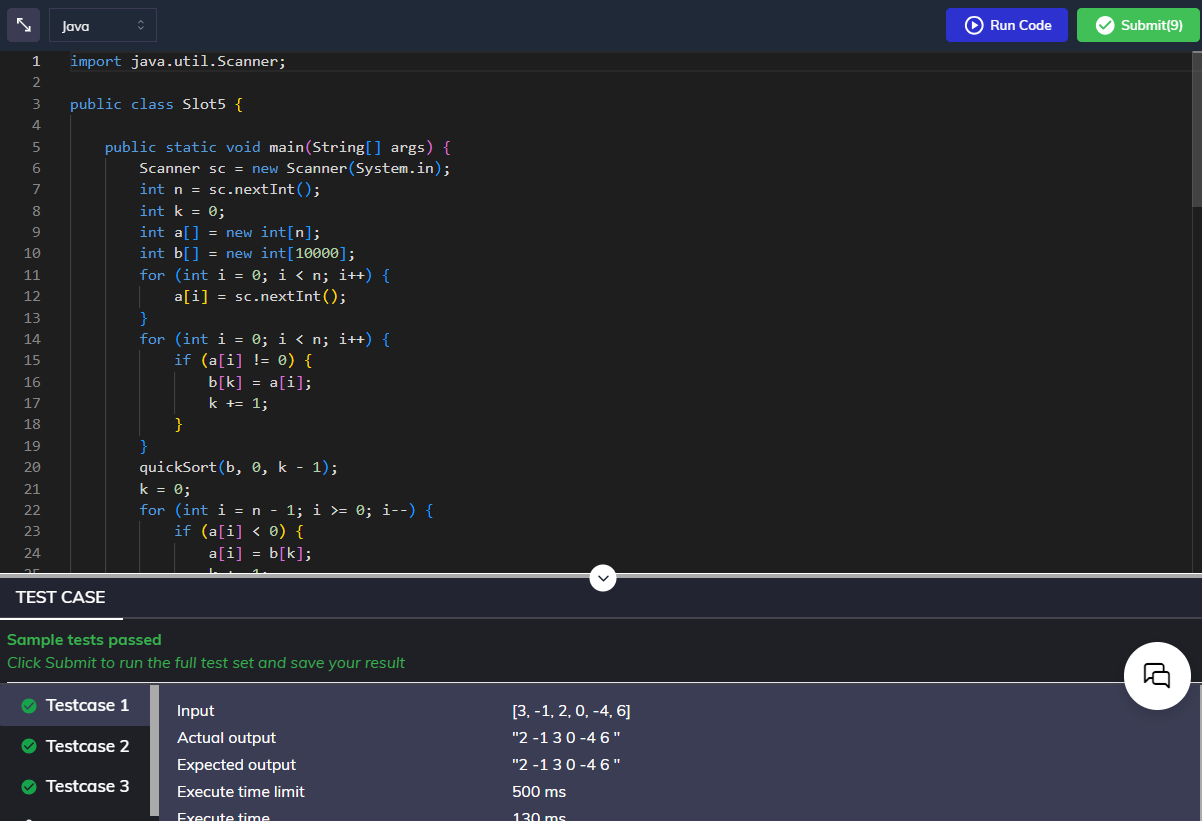 Java
Run Code
Submit(9)
1 import java.util.Scanner;
2
3 public class Slot5 {
4
5 public static void main(String[] args) {
6 Scanner sc = new Scanner(System.in);
7 int n = sc.nextInt();
8 int k = 0;
9 int a[] = new int[n];
10 int b[] = new int[10000];
11 for (int i = 0; i < n; i++) {
12 a[i] = sc.nextInt();
13 }
14 for (int i = 0; i < n; i++) {
15 if (a[i] != 0) {
16 b[k] = a[i];
17 k += 1;
18 }
19 }
20 quickSort(b, 0, k - 1);
21 k = 0;
22 for (int i = n - 1; i >= 0; i--) {
23 if (a[i] < 0) {
24 a[i] = b[k];
TEST CASE
Sample tests passed
Click Submit to run the full test set and save your result
Testcase 1
Testcase 2
Testcase 3
Input [3, -1, 2, 0, -4, 6]
Actual output "2 -1 3 0 -4 6 "
Expected output "2 -1 3 0 -4 6 "
Execute time limit 500 ms
Execute time 130 ms